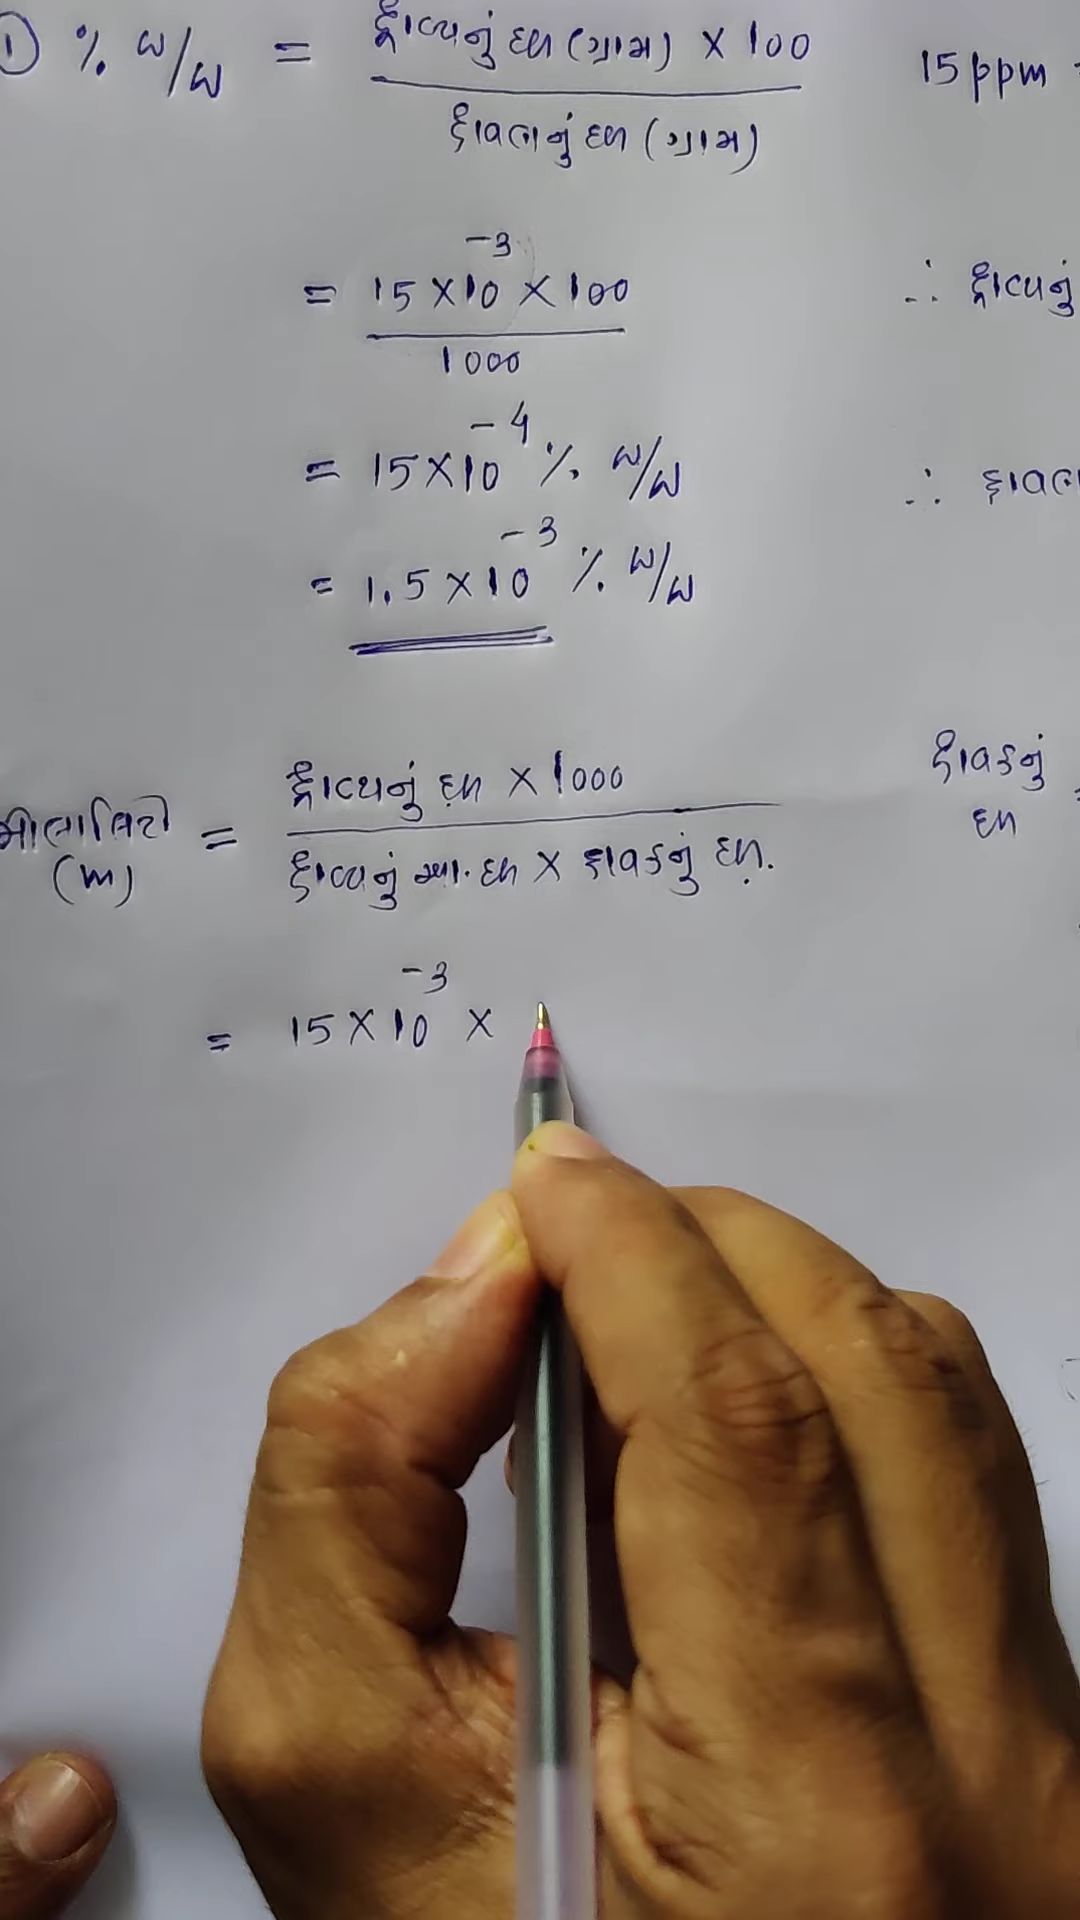 ① % w/w = દ્રાવ્યનું દળ (ગ્રામ) × 100
દ્રાવણનું દળ (ગ્રામ)
15 ppm =
= 15 × 10⁻³ × 100
1000
∴ દ્રાવ્યનું
= 15 × 10⁻⁴ % w/w
∴ દ્રાવણ
= 1.5 × 10⁻³ % w/w
મોલાલિટી (m) = દ્રાવ્યનું દળ × 1000
દ્રાવ્યનું આ. દળ × દ્રાવકનું દળ.
દ્રાવકનું
દળ
= 15 × 10⁻³ ×